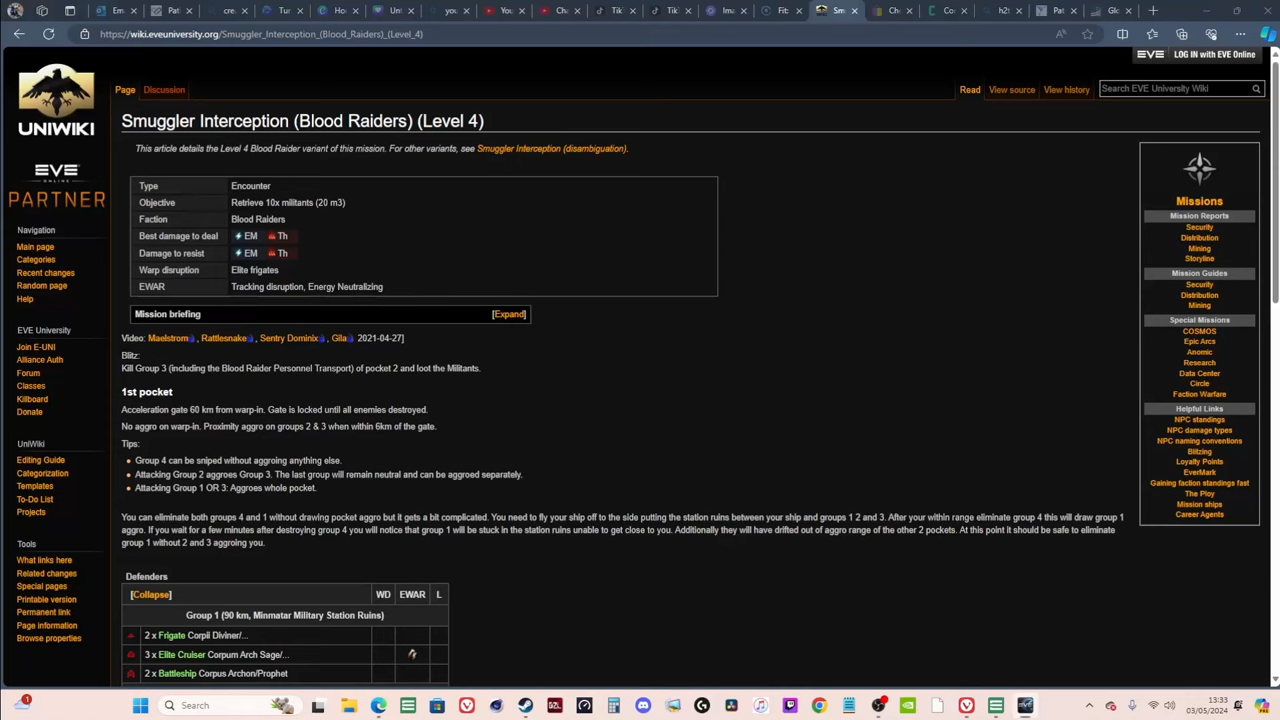 Pat
cre
Tu
Ho
Un
you
You
Ch
Tik
Tik
Ima
Fitt
Sm
Ch
Co
h2
Pat
Glo
https://wiki.eveuniversity.org/Smuggler_Interception_(Blood_Raiders)_(Level_4)
EVE LOG IN with EVE Online
Page Discussion Read View source View history Search EVE University Wiki
UNIWIKI
EVE
ONLINE
PARTNER
Navigation
Main page
Categories
Recent changes
Random page
Help
EVE University
Join E-UNI
Alliance Auth
Forum
Classes
Killboard
Donate
UniWiki
Editing Guide
Categorization
Templates
To-Do List
Projects
Tools
What links here
Related changes
Special pages
Printable version
Permanent link
Page information
Browse properties
Smuggler Interception (Blood Raiders) (Level 4)
This article details the Level 4 Blood Raider variant of this mission. For other variants, see Smuggler Interception (disambiguation).
Type Encounter
Objective Retrieve 10x militants (20 m3)
Faction Blood Raiders
Best damage to deal EM Th
Damage to resist EM Th
Warp disruption Elite frigates
EWAR Tracking disruption, Energy Neutralizing
Mission briefing [Expand]
Video: Maelstrom, Rattlesnake, Sentry Dominix, Gila 2021-04-27]
Blitz:
Kill Group 3 (including the Blood Raider Personnel Transport) of pocket 2 and loot the Militants.
1st pocket
Acceleration gate 60 km from warp-in. Gate is locked until all enemies destroyed.
No aggro on warp-in. Proximity aggro on groups 2 & 3 when within 6km of the gate.
Tips:
Group 4 can be sniped without aggroing anything else.
Attacking Group 2 aggroes Group 3. The last group will remain neutral and can be aggroed separately.
Attacking Group 1 OR 3: Aggroes whole pocket.
You can eliminate both groups 4 and 1 without drawing pocket aggro but it gets a bit complicated. You need to fly your ship off to the side putting the station ruins between your ship and groups 1 2 and 3. After your within range eliminate group 4 this will draw group 1
aggro. If you wait for a few minutes after destroying group 4 you will notice that group 1 will be stuck in the station ruins unable to get close to you. Additionally they will have drifted out of aggro range of the other 2 pockets. At this point it should be safe to eliminate
group 1 without 2 and 3 aggroing you.
Defenders
[Collapse] WD EWAR L
Group 1 (90 km, Minmatar Military Station Ruins)
2 x Frigate Corpii Diviner/...
3 x Elite Cruiser Corpum Arch Sage/...
2 x Battleship Corpus Archon/Prophet
Missions
Mission Reports
Security
Distribution
Mining
Storyline
Mission Guides
Security
Distribution
Mining
Special Missions
COSMOS
Epic Arcs
Anomic
Research
Data Center
Circle
Faction Warfare
Helpful Links
NPC standings
NPC damage types
NPC naming conventions
Blitzing
Loyalty Points
EverMark
Gaining faction standings fast
The Ploy
Mission ships
Career Agents
1
Search
13:33
03/05/2024